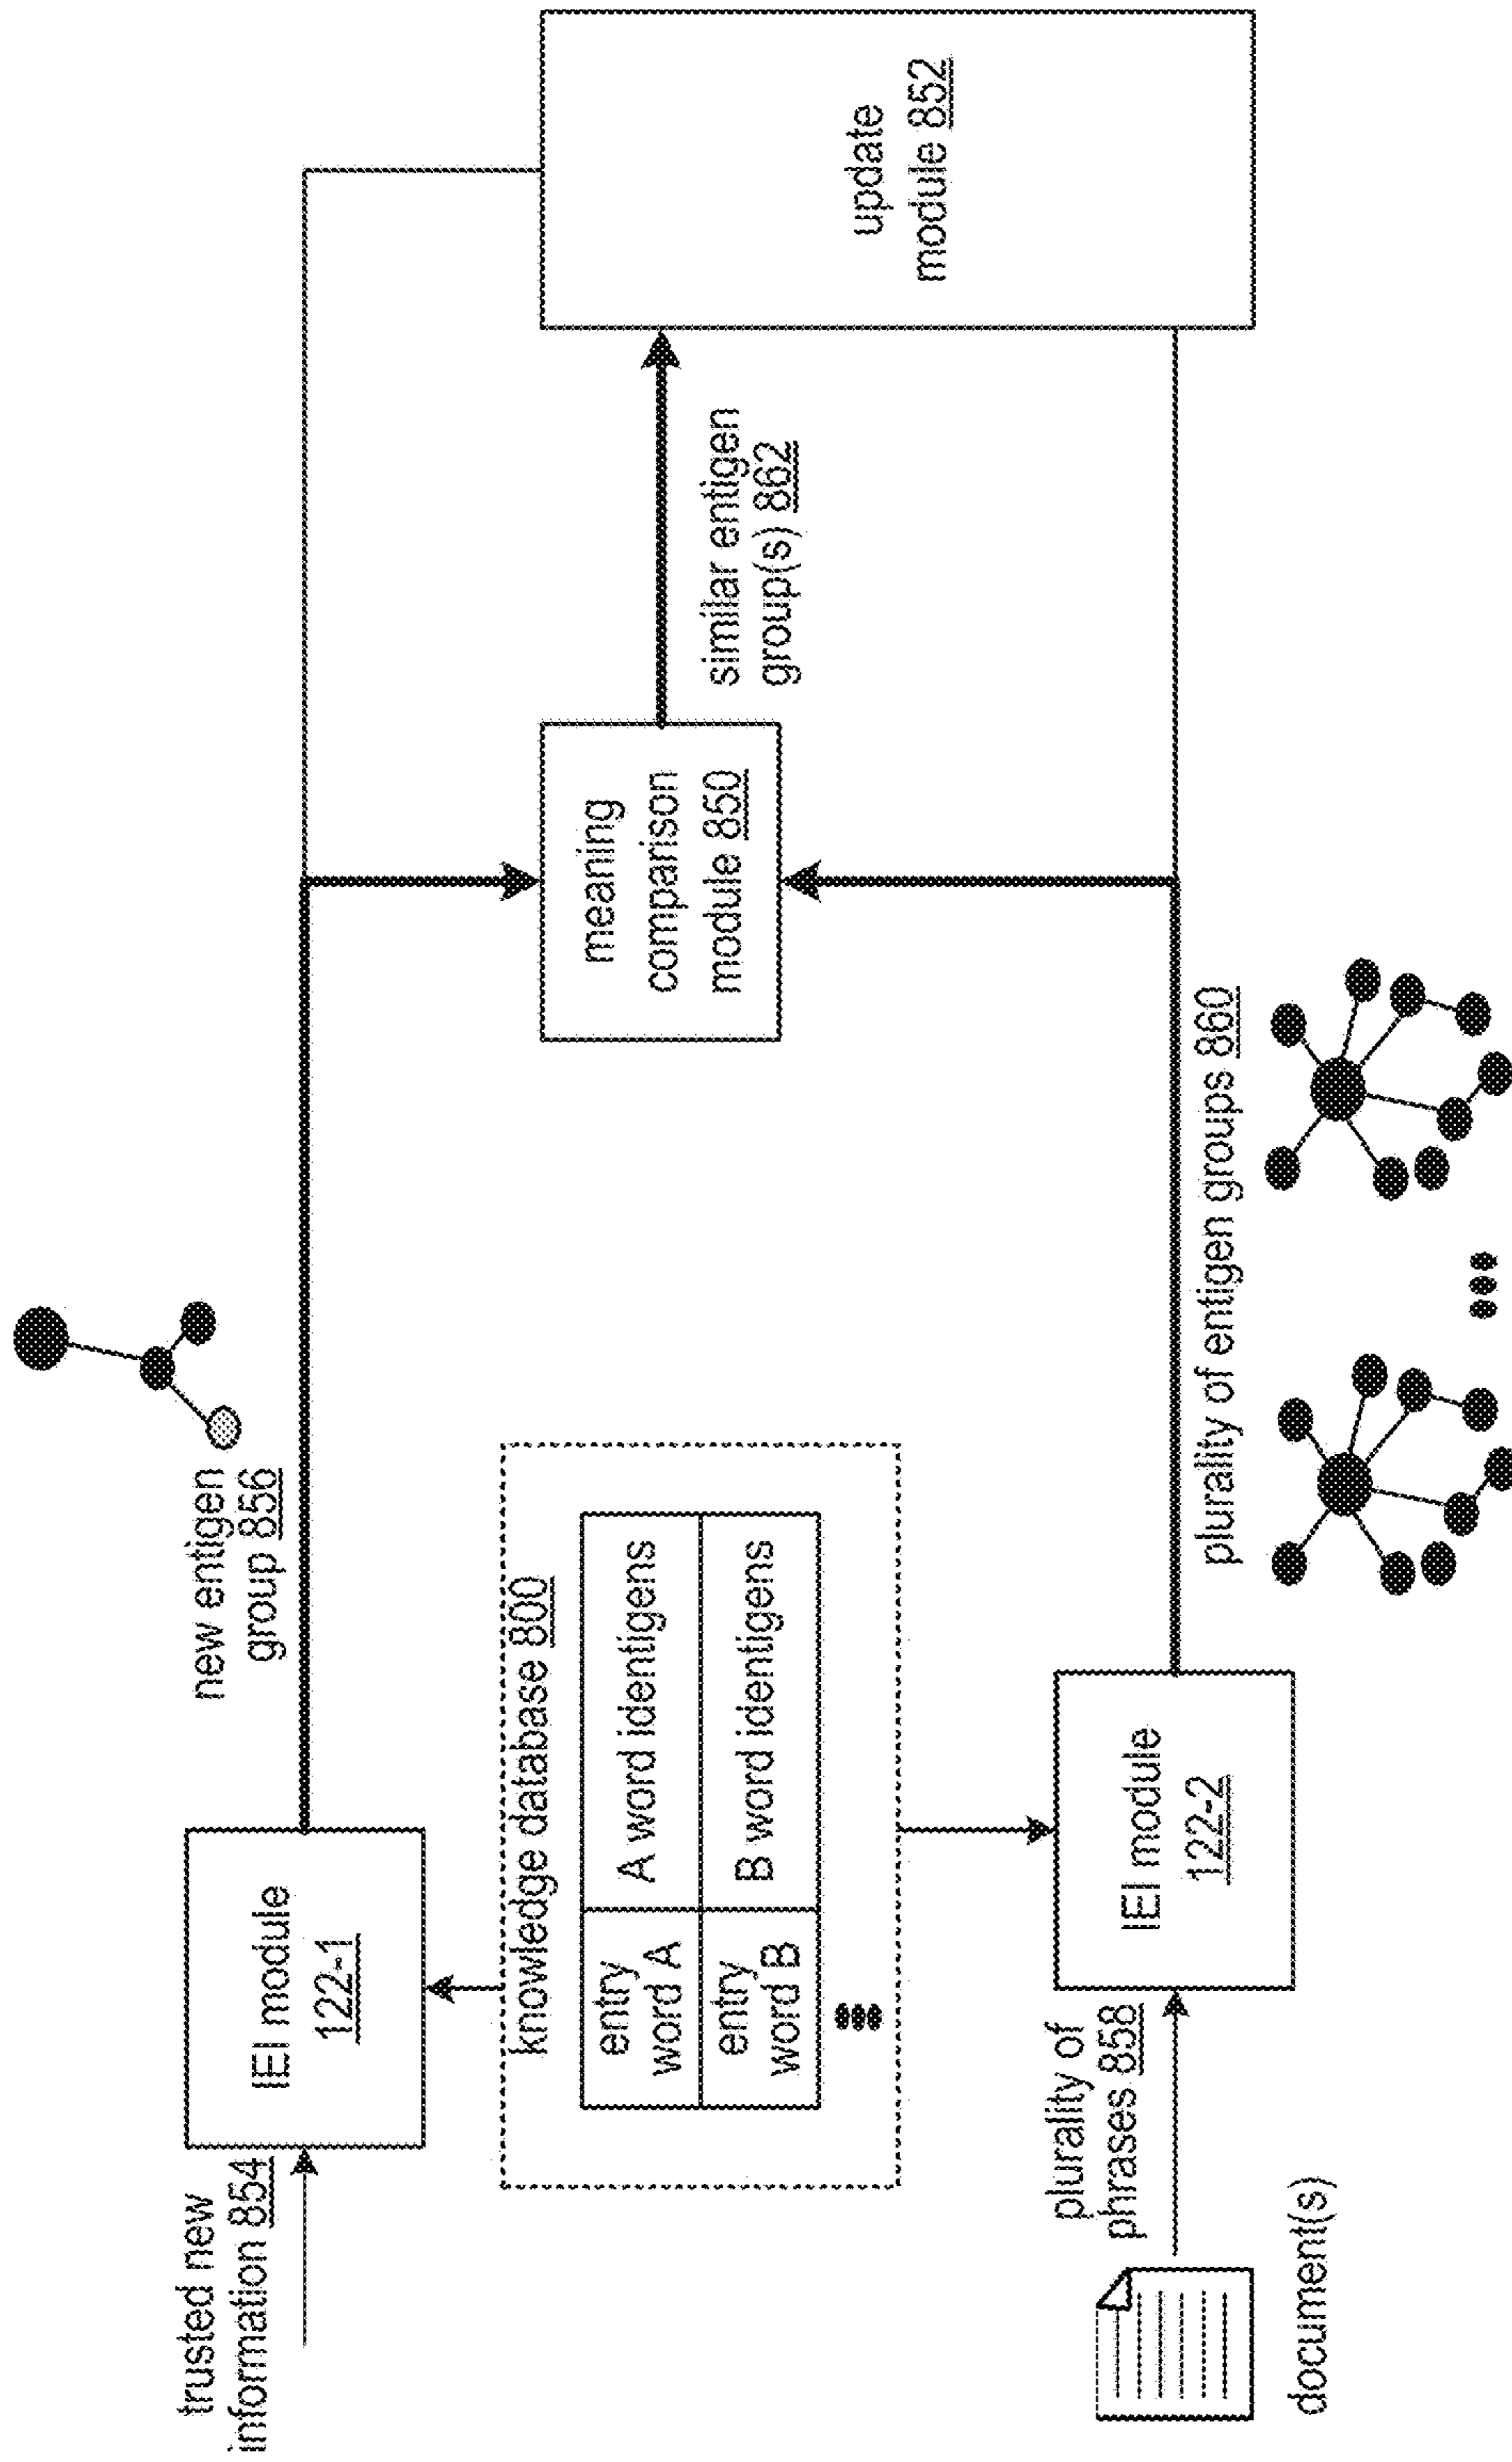 trusted new
information 854
IEI module
122-1
new entigen
group 856
knowledge database 800
entry
word A
A word identigens
entry
word B
B word identigens
meaning
comparison
module 850
similar entigen
group(s) 862
update
module 852
plurality of
phrases 858
document(s)
IEI module
122-2
plurality of entigen groups 860